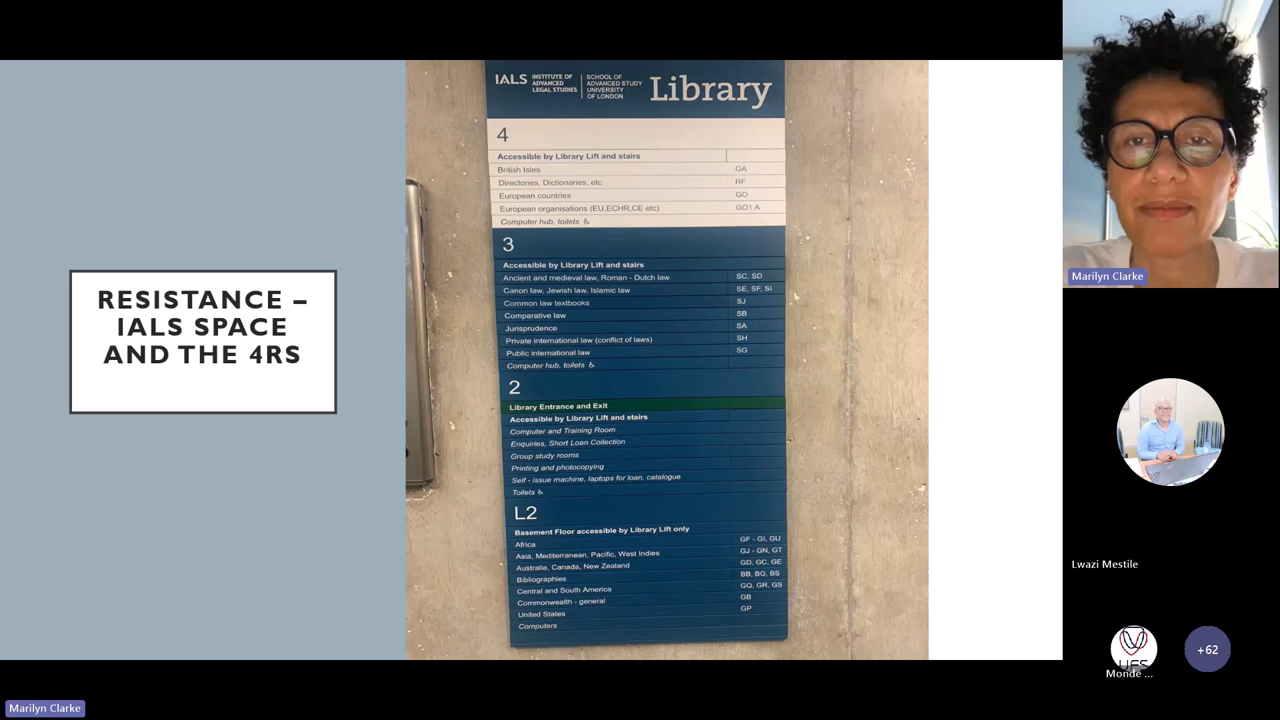 RESISTANCE –
IALS SPACE
AND THE 4RS
IALS
INSTITUTE OF
ADVANCED
LEGAL STUDIES
SCHOOL OF
ADVANCED STUDY
UNIVERSITY
OF LONDON
Library
4
Accessible by Library Lift and stairs
British Isles GA
Directories, Dictionaries, etc RF
European countries GO
European organisations (EU,ECHR,CE etc) GO1.A
Computer hub, toilets
3
Accessible by Library Lift and stairs
Ancient and medieval law, Roman - Dutch law SC, SD
Canon law, Jewish law, Islamic law SE, SF, SI
Common law textbooks SJ
Comparative law SB
Jurisprudence SA
Private international law (conflict of laws) SH
Public international law SG
Computer hub, toilets
2
Library Entrance and Exit
Accessible by Library Lift and stairs
Computer and Training Room
Enquiries, Short Loan Collection
Group study rooms
Printing and photocopying
Self - issue machine, laptops for loan, catalogue
Toilets
L2
Basement Floor accessible by Library Lift only
Africa GF - GI, GU
Asia, Mediterranean, Pacific, West Indies GJ - GN, GT
Australia, Canada, New Zealand GD, GC, GE
Bibliographies BB, BG, BS
Central and South America GQ, GR, GS
Commonwealth - general GB
United States GP
Computers
Marilyn Clarke
Lwazi Mestile
UFS
Monde ...
+62
Marilyn Clarke